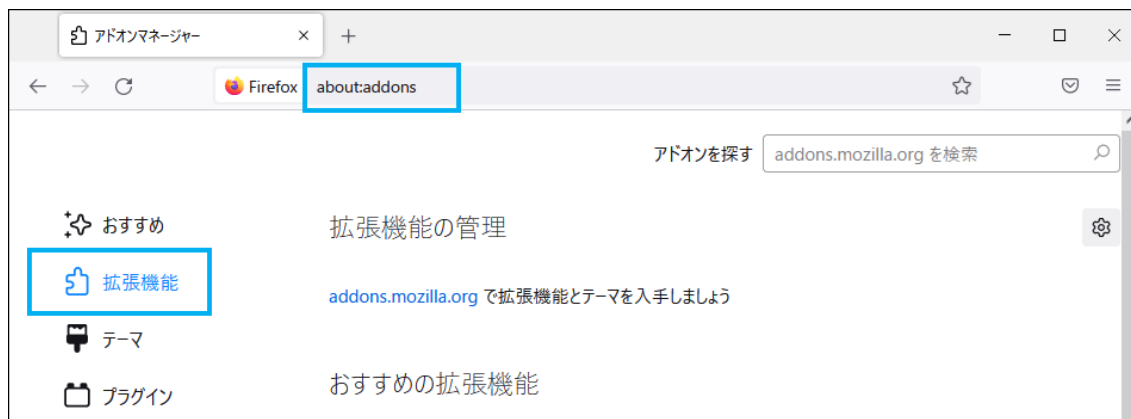 アドオンマネージャー
Firefox about:addons
アドオンを探す addons.mozilla.org を検索
おすすめ
拡張機能の管理
拡張機能
addons.mozilla.org で拡張機能とテーマを入手しましょう
テーマ
おすすめの拡張機能
プラグイン